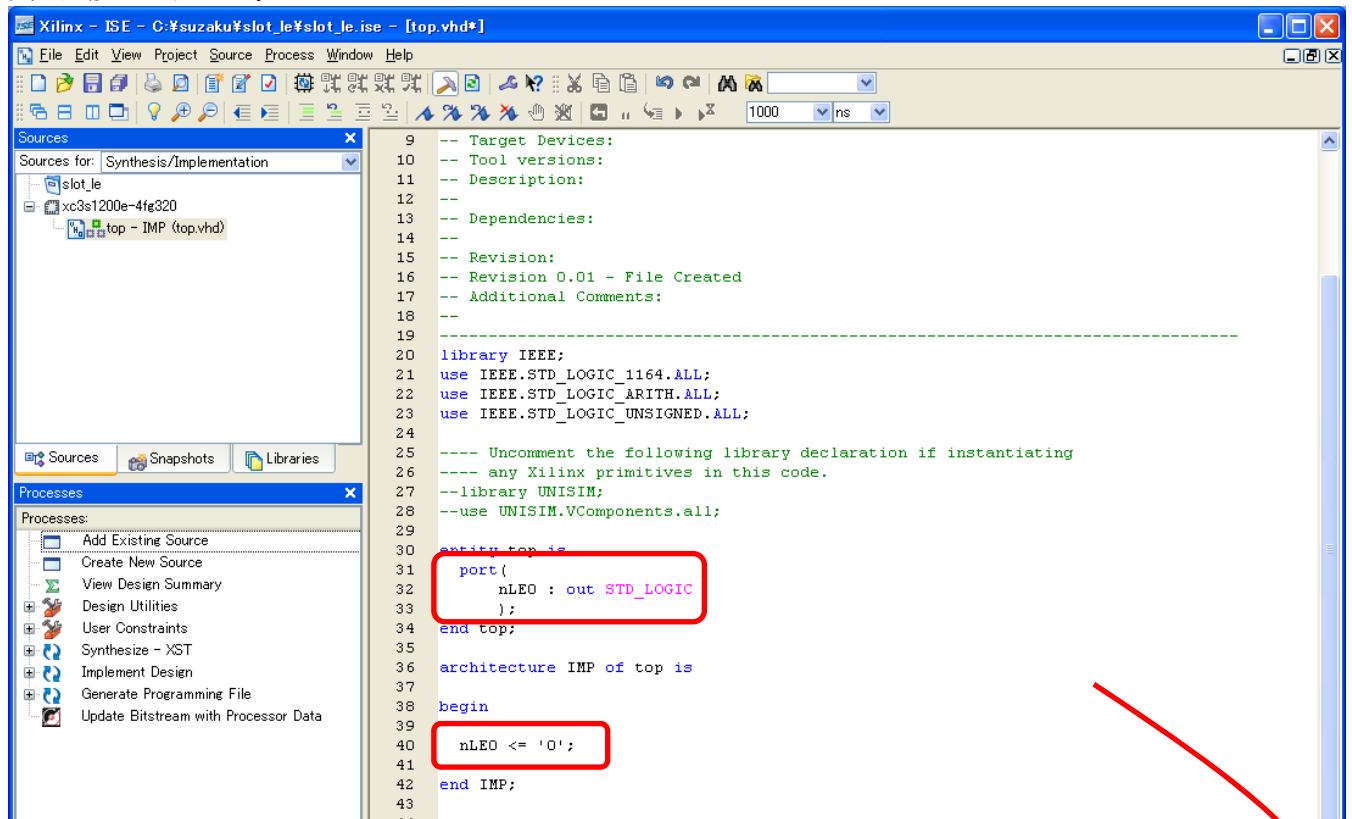 Xilinx - ISE - C:¥suzaku¥slot_le¥slot_le.ise - [top.vhd*]
File Edit View Project Source Process Window Help
1000 ns
Sources
Sources for: Synthesis/Implementation
slot_le
xc3s1200e-4fg320
top - IMP (top.vhd)
Sources Snapshots Libraries
Processes
Processes:
Add Existing Source
Create New Source
View Design Summary
Design Utilities
User Constraints
Synthesize - XST
Implement Design
Generate Programming File
Update Bitstream with Processor Data
9 -- Target Devices:
10 -- Tool versions:
11 -- Description:
12 --
13 -- Dependencies:
14 --
15 -- Revision:
16 -- Revision 0.01 - File Created
17 -- Additional Comments:
18 --
19 ----------------------------------------------------------------------------------
20 library IEEE;
21 use IEEE.STD_LOGIC_1164.ALL;
22 use IEEE.STD_LOGIC_ARITH.ALL;
23 use IEEE.STD_LOGIC_UNSIGNED.ALL;
24
25 ---- Uncomment the following library declaration if instantiating
26 ---- any Xilinx primitives in this code.
27 --library UNISIM;
28 --use UNISIM.VComponents.all;
29
30 entity top is
31 port(
32 nLE0 : out STD_LOGIC
33 );
34 end top;
35
36 architecture IMP of top is
37
38 begin
39
40 nLE0 <= '0';
41
42 end IMP;
43